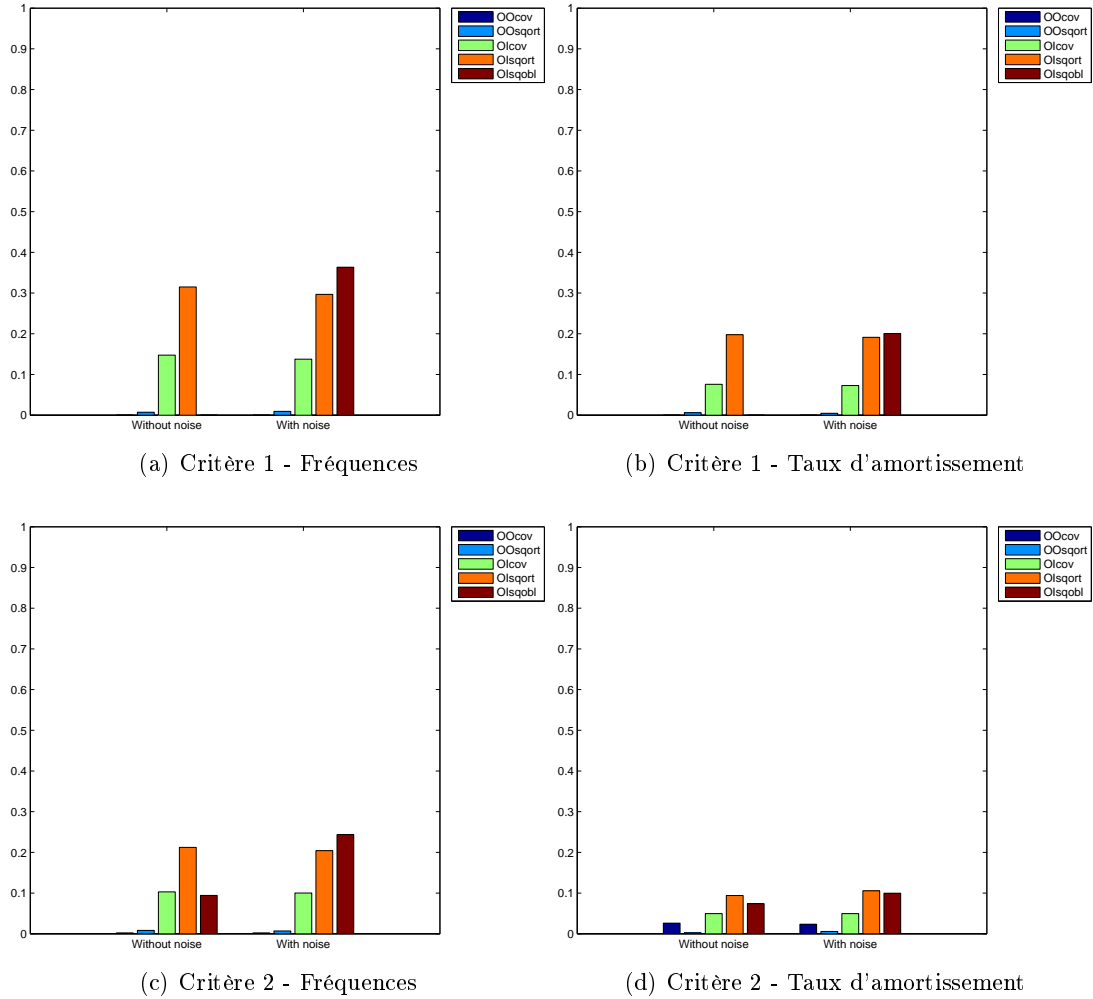 1
0.9
0.8
0.7
0.6
0.5
0.4
0.3
0.2
0.1
0
Without noise
With noise
OOcov
OOsqort
OIcov
OIsqort
OIsqobl
(a) Critère 1 - Fréquences
1
0.9
0.8
0.7
0.6
0.5
0.4
0.3
0.2
0.1
0
Without noise
With noise
OOcov
OOsqort
OIcov
OIsqort
OIsqobl
(b) Critère 1 - Taux d'amortissement
1
0.9
0.8
0.7
0.6
0.5
0.4
0.3
0.2
0.1
0
Without noise
With noise
OOcov
OOsqort
OIcov
OIsqort
OIsqobl
(c) Critère 2 - Fréquences
1
0.9
0.8
0.7
0.6
0.5
0.4
0.3
0.2
0.1
0
Without noise
With noise
OOcov
OOsqort
OIcov
OIsqort
OIsqobl
(d) Critère 2 - Taux d'amortissement